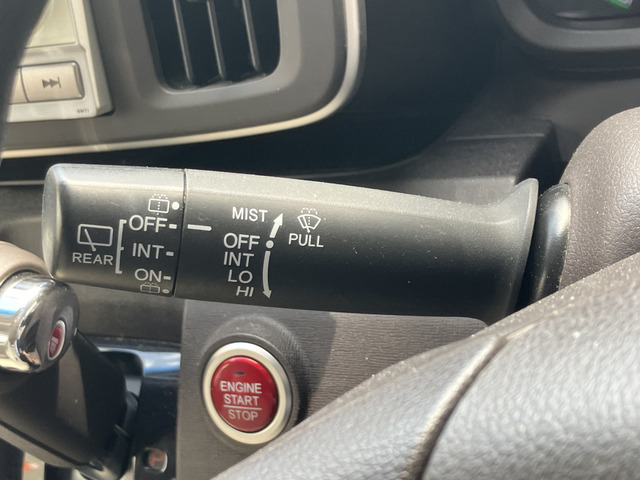 OFF
INT
ON
REAR
MIST
OFF
INT
LO
HI
PULL
ENGINE
START
STOP